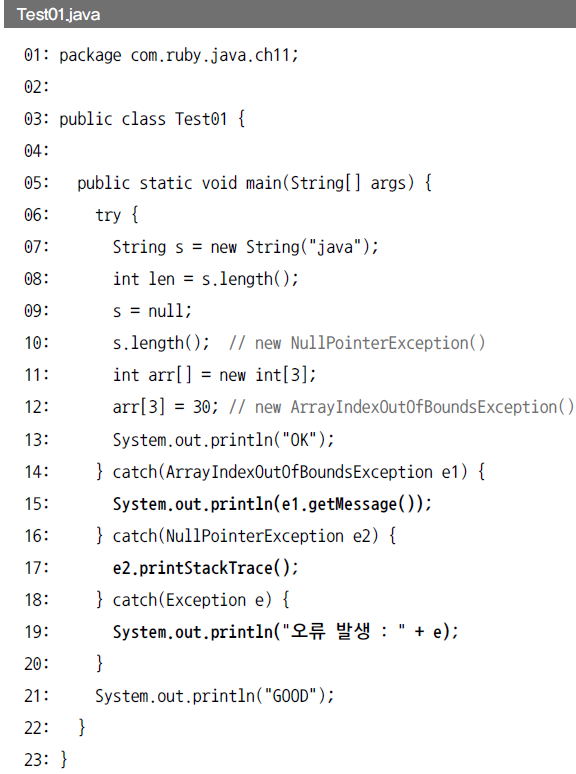 Test01.java
01: package com.ruby.java.ch11;
02:
03: public class Test01 {
04:
05:   public static void main(String[] args) {
06:     try {
07:       String s = new String("java");
08:       int len = s.length();
09:       s = null;
10:       s.length();  // new NullPointerException()
11:       int arr[] = new int[3];
12:       arr[3] = 30; // new ArrayIndexOutOfBoundsException()
13:       System.out.println("OK");
14:     } catch(ArrayIndexOutOfBoundsException e1) {
15:       System.out.println(e1.getMessage());
16:     } catch(NullPointerException e2) {
17:       e2.printStackTrace();
18:     } catch(Exception e) {
19:       System.out.println("오류 발생 : " + e);
20:     }
21:     System.out.println("GOOD");
22:   }
23: }